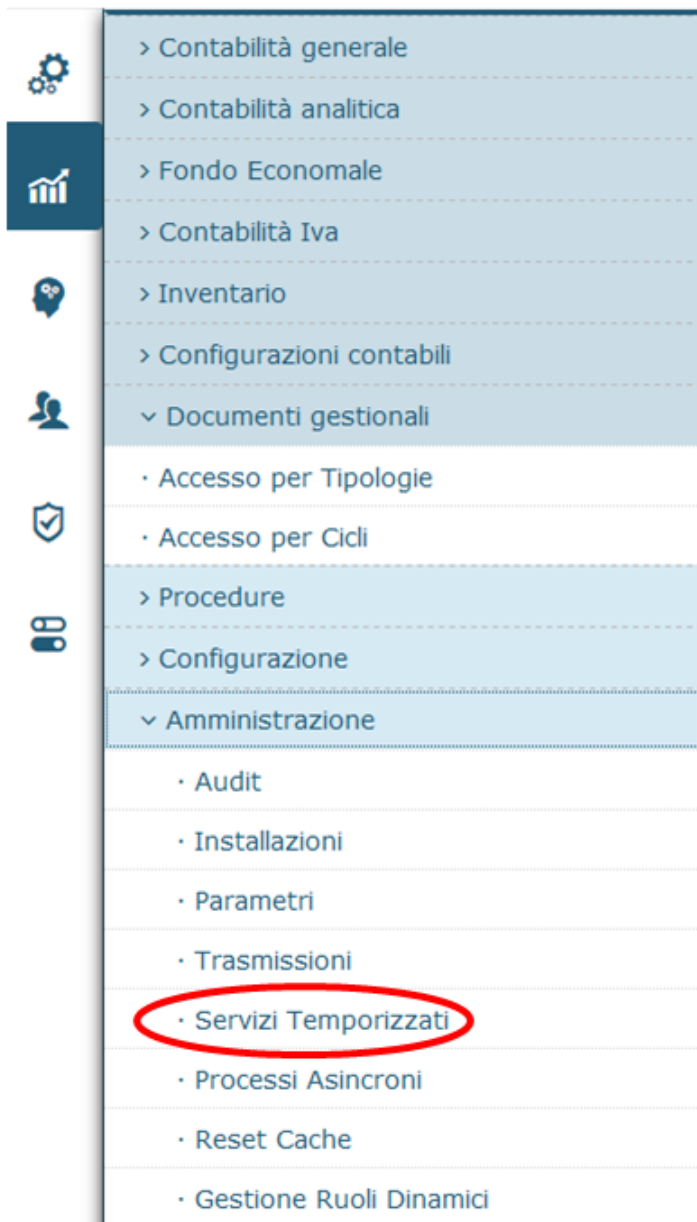 > Contabilità generale
> Contabilità analitica
> Fondo Economale
> Contabilità Iva
> Inventario
> Configurazioni contabili
Documenti gestionali
· Accesso per Tipologie
· Accesso per Cicli
> Procedure
> Configurazione
Amministrazione
· Audit
· Installazioni
· Parametri
· Trasmissioni
· Servizi Temporizzati
· Processi Asincroni
· Reset Cache
· Gestione Ruoli Dinamici